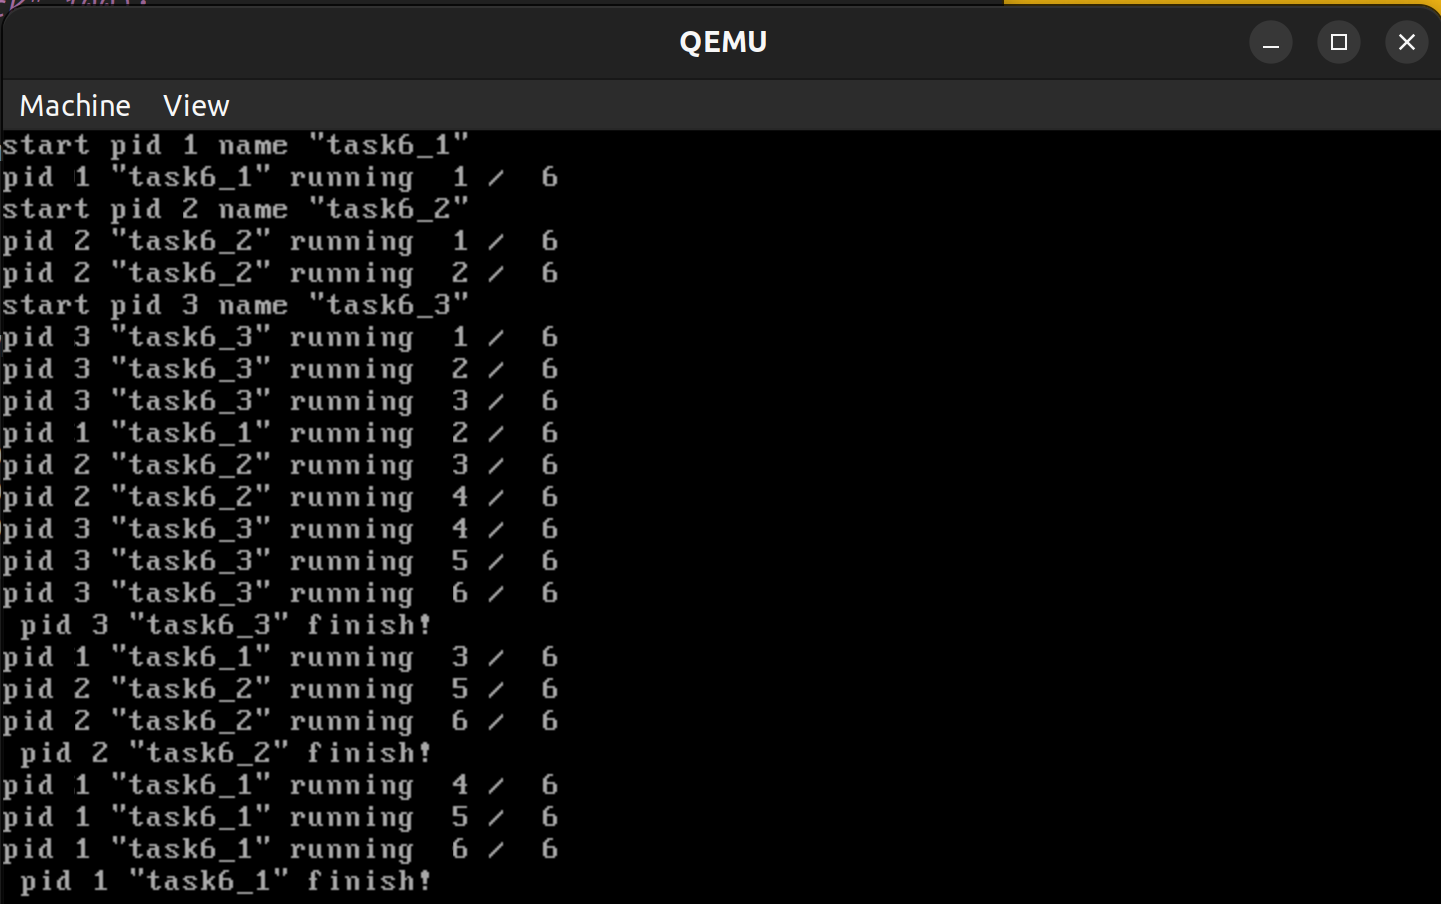 QEMU
Machine View
start pid 1 name "task6_1"
pid 1 "task6_1" running  1 /  6
start pid 2 name "task6_2"
pid 2 "task6_2" running  1 /  6
pid 2 "task6_2" running  2 /  6
start pid 3 name "task6_3"
pid 3 "task6_3" running  1 /  6
pid 3 "task6_3" running  2 /  6
pid 3 "task6_3" running  3 /  6
pid 1 "task6_1" running  2 /  6
pid 2 "task6_2" running  3 /  6
pid 2 "task6_2" running  4 /  6
pid 3 "task6_3" running  4 /  6
pid 3 "task6_3" running  5 /  6
pid 3 "task6_3" running  6 /  6
 pid 3 "task6_3" finish!
pid 1 "task6_1" running  3 /  6
pid 2 "task6_2" running  5 /  6
pid 2 "task6_2" running  6 /  6
 pid 2 "task6_2" finish!
pid 1 "task6_1" running  4 /  6
pid 1 "task6_1" running  5 /  6
pid 1 "task6_1" running  6 /  6
 pid 1 "task6_1" finish!